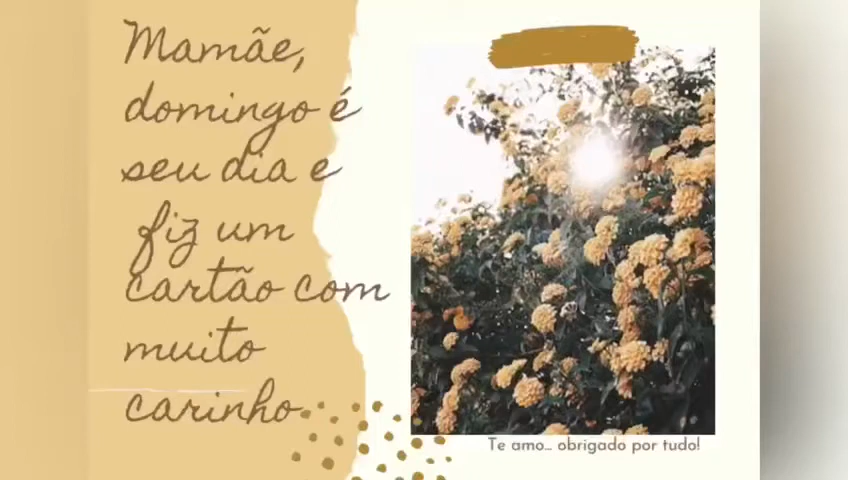 Mamãe,
domingo é
seu dia e
fiz um
cartão com
muito
carinho
Te amo... obrigado por tudo!